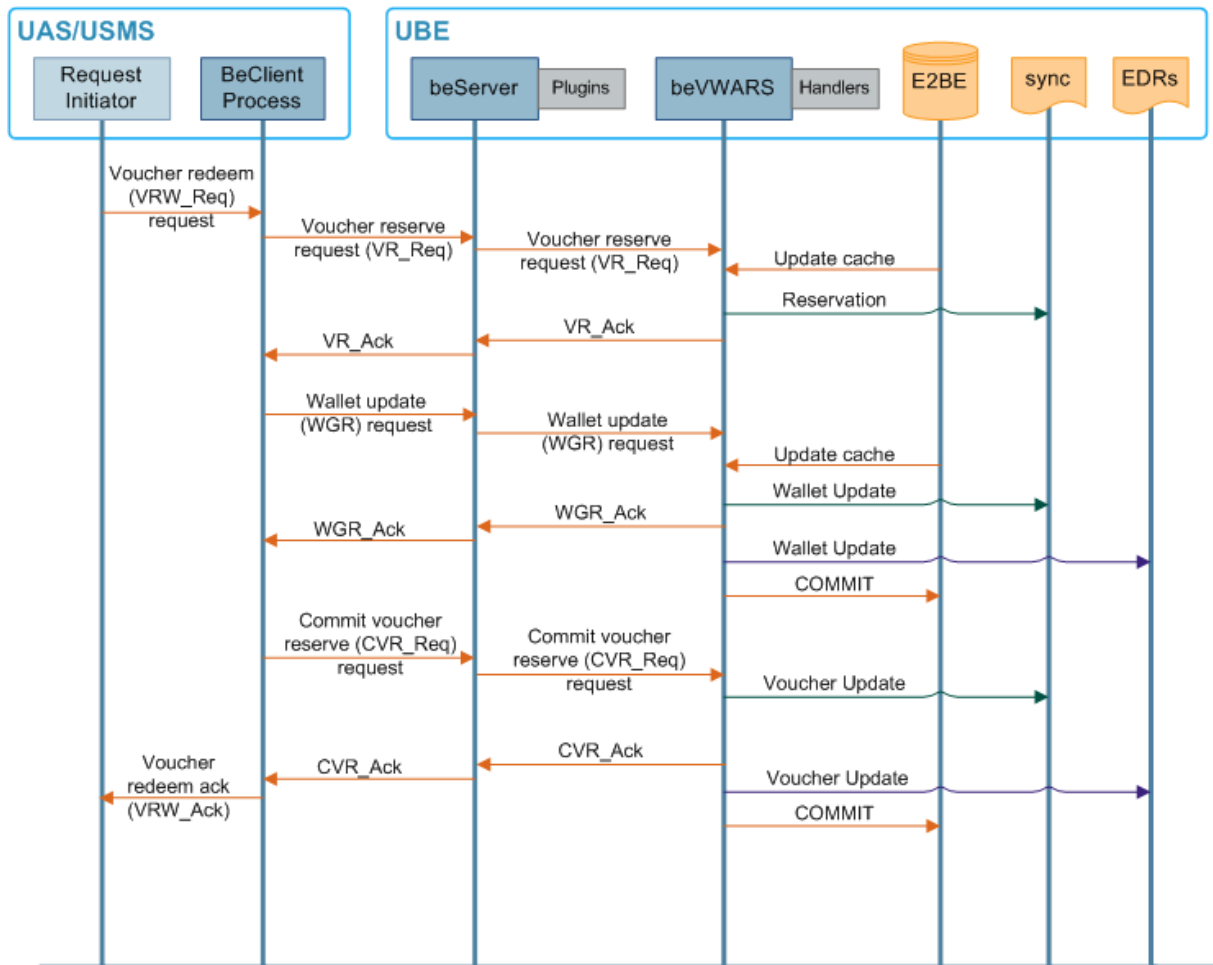 UAS/USMS
UBE
Request
Initiator
BeClient
Process
beServer
Plugins
beVWARS
Handlers
E2BE
sync
EDRs
Voucher redeem
(VRW_Req)
request
Voucher reserve
request (VR_Req)
Voucher reserve
request (VR_Req)
Update cache
Reservation
VR_Ack
VR_Ack
Wallet update
(WGR) request
Wallet update
(WGR) request
Update cache
Wallet Update
WGR_Ack
WGR_Ack
Wallet Update
COMMIT
Commit voucher
reserve (CVR_Req)
request
Commit voucher
reserve (CVR_Req)
request
Voucher Update
CVR_Ack
CVR_Ack
Voucher
redeem ack
(VRW_Ack)
Voucher Update
COMMIT